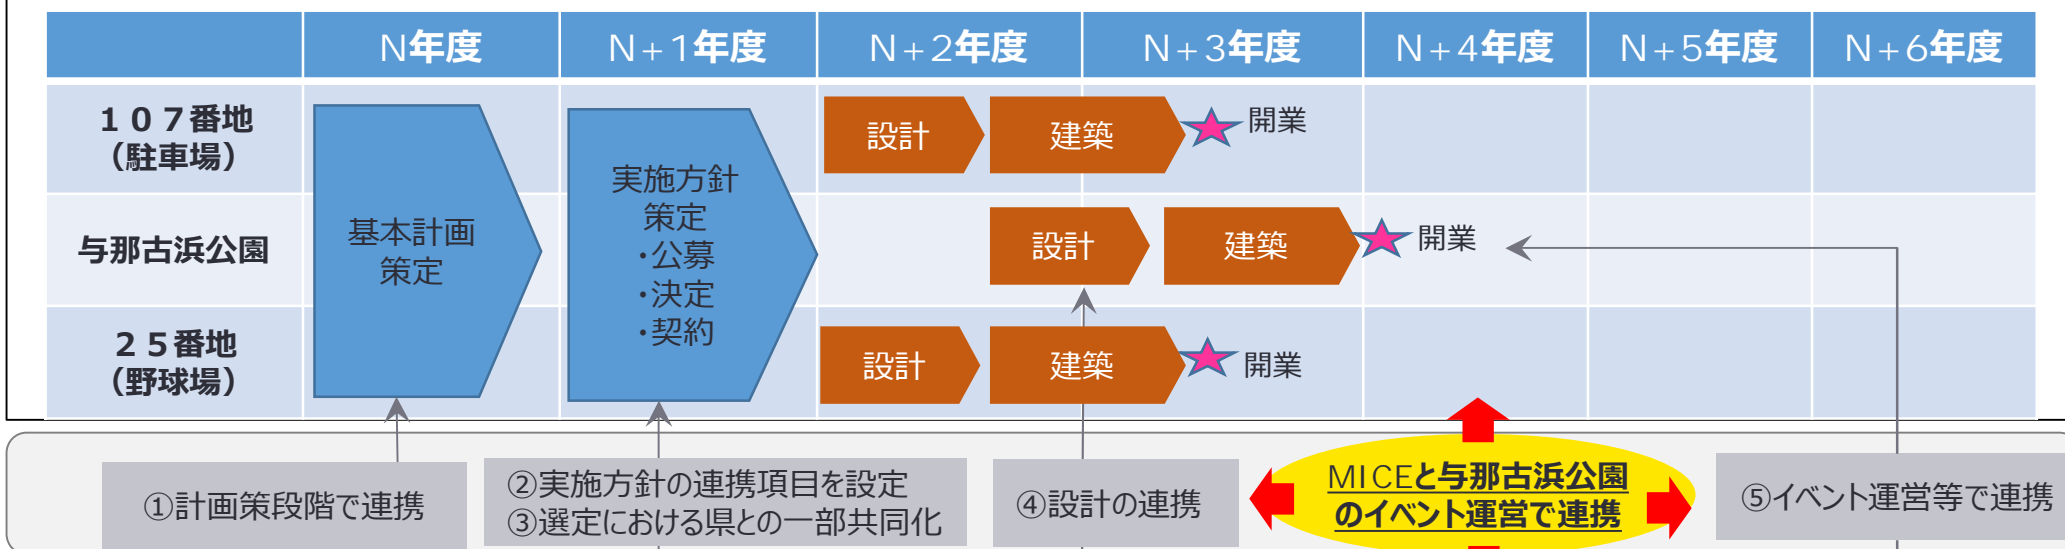 N年度
N+1年度
N+2年度
N+3年度
N+4年度
N+5年度
N+6年度
107番地
(駐車場)
設計
建築
開業
与那古浜公園
基本計画
策定
実施方針
策定
・公募
・決定
・契約
設計
建築
開業
25番地
(野球場)
設計
建築
開業
①計画策段階で連携
②実施方針の連携項目を設定
③選定における県との一部共同化
④設計の連携
MICEと与那古浜公園
のイベント運営で連携
⑤イベント運営等で連携